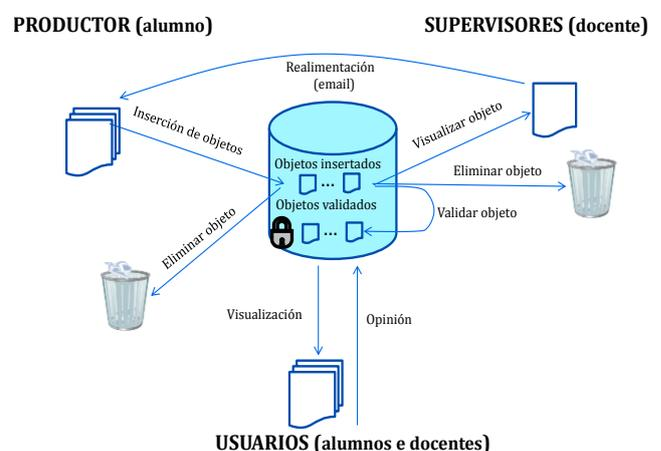 PRODUCTOR (alumno)
SUPERVISORES (docente)
Realimentación
(email)
Inserción de objetos
Visualizar objeto
Objetos insertados
...
Eliminar objeto
Objetos validados
...
Validar objeto
Eliminar objeto
Visualización
Opinión
USUARIOS (alumnos e docentes)